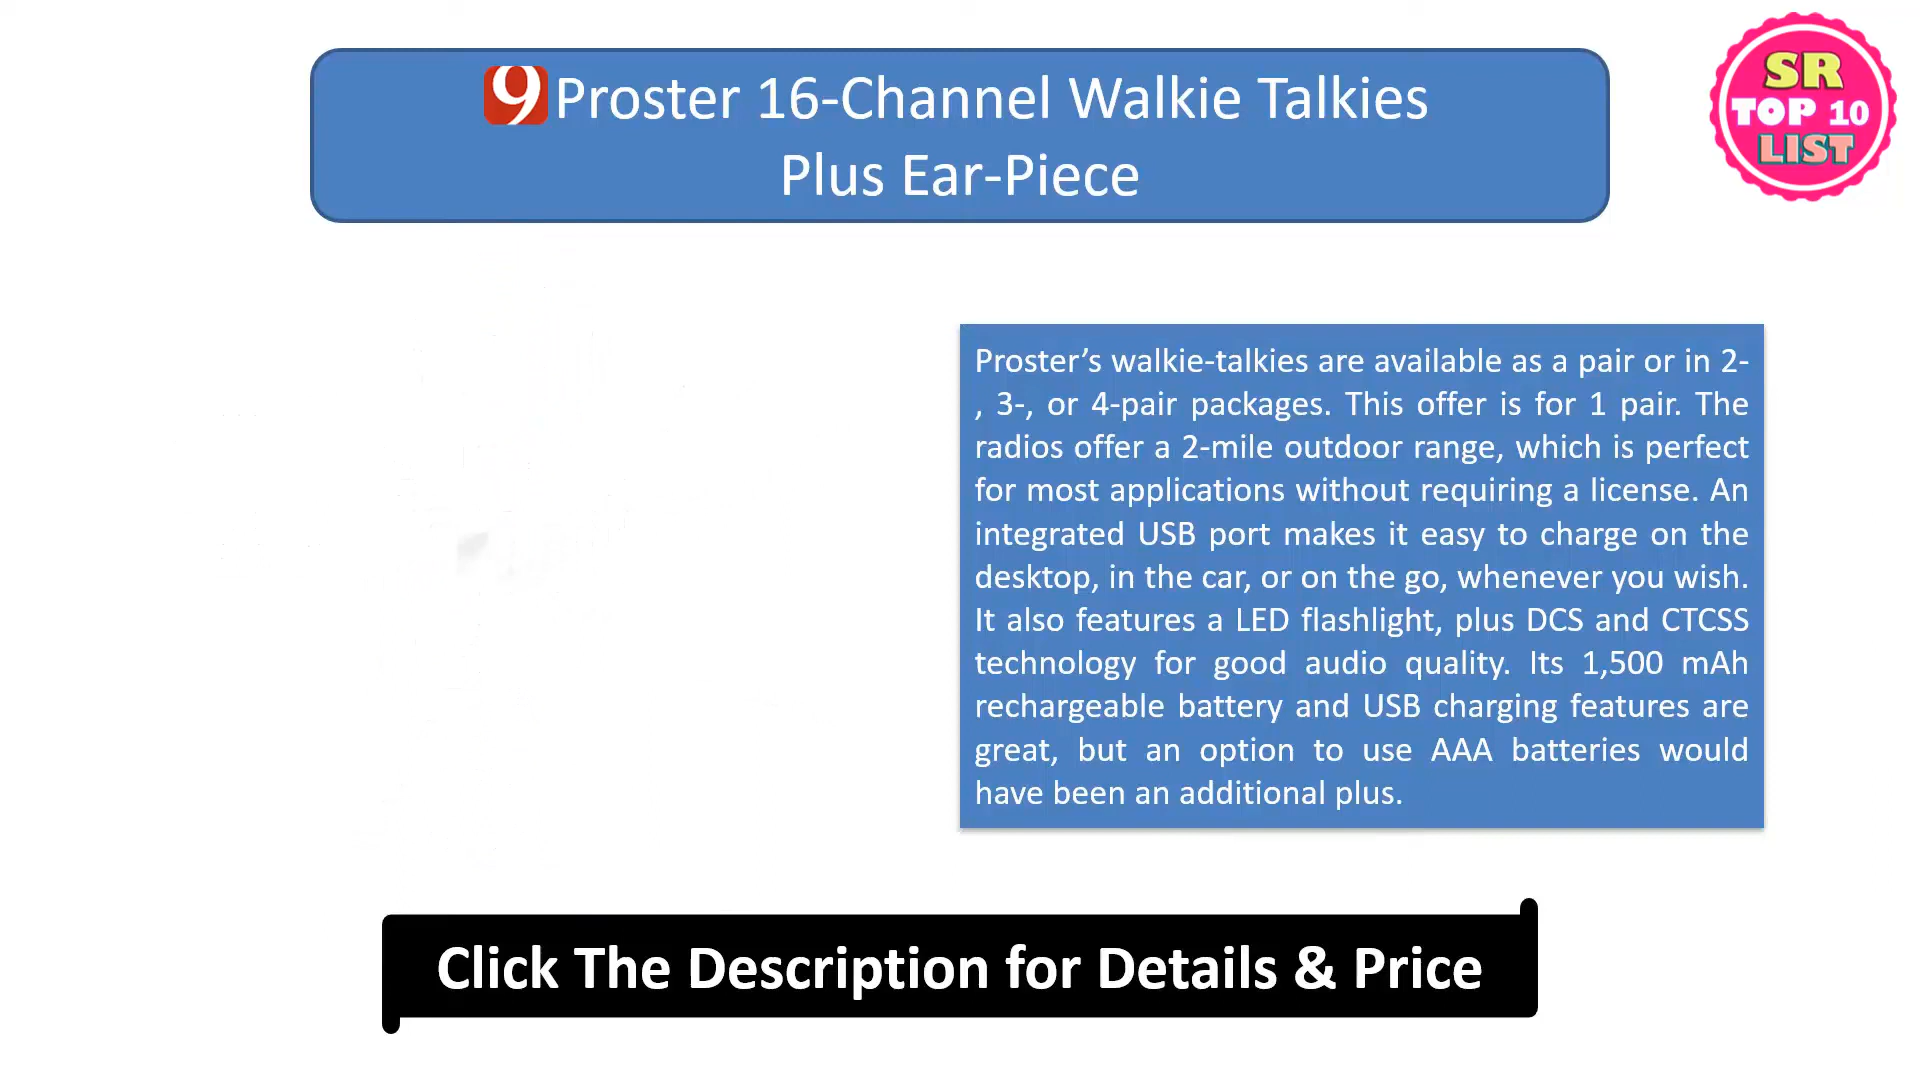 9 Proster 16-Channel Walkie Talkies
Plus Ear-Piece
SR
TOP 10
LIST
Proster’s walkie-talkies are available as a pair or in 2-
, 3-, or 4-pair packages. This offer is for 1 pair. The
radios offer a 2-mile outdoor range, which is perfect
for most applications without requiring a license. An
integrated USB port makes it easy to charge on the
desktop, in the car, or on the go, whenever you wish.
It also features a LED flashlight, plus DCS and CTCSS
technology for good audio quality. Its 1,500 mAh
rechargeable battery and USB charging features are
great, but an option to use AAA batteries would
have been an additional plus.
Click The Description for Details & Price